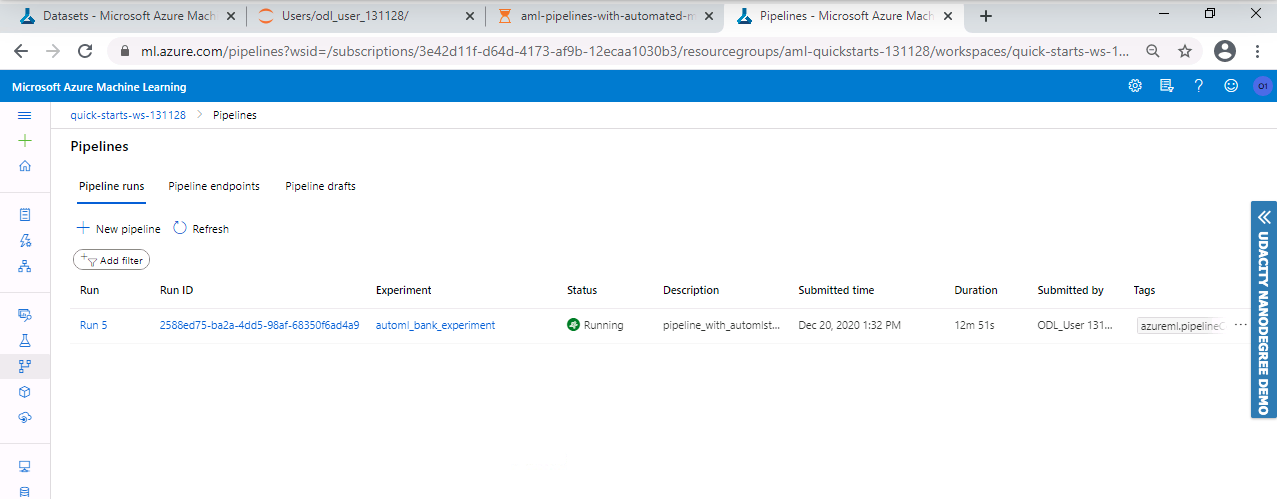 Datasets - Microsoft Azure Machi
Users/odl_user_131128/
aml-pipelines-with-automated-m
Pipelines - Microsoft Azure Mach
ml.azure.com/pipelines?wsid=/subscriptions/3e42d11f-d64d-4173-af9b-12ecaa1030b3/resourcegroups/aml-quickstarts-131128/workspaces/quick-starts-ws-1...
Microsoft Azure Machine Learning
O1
quick-starts-ws-131128 > Pipelines
Pipelines
Pipeline runs Pipeline endpoints Pipeline drafts
New pipeline Refresh
Add filter
Run Run ID Experiment Status Description Submitted time Duration Submitted by Tags
Run 5 2588ed75-ba2a-4dd5-98af-68350f6ad4a9 automl_bank_experiment Running pipeline_with_automlst... Dec 20, 2020 1:32 PM 12m 51s ODL_User 131... azureml.pipelineC ...
UDACITY NANODEGREE DEMO